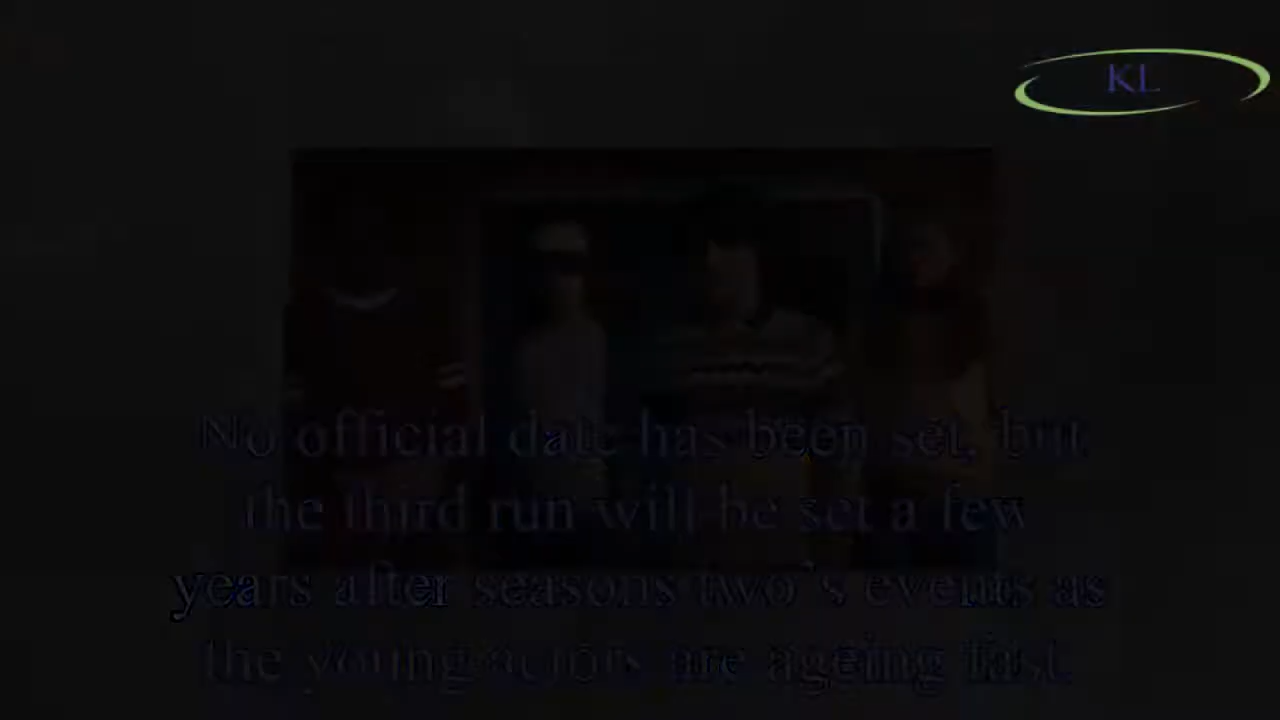 KL
No official date has been set, but
the third run will be set a few
years after seasons two's events as
the young actors are ageing fast